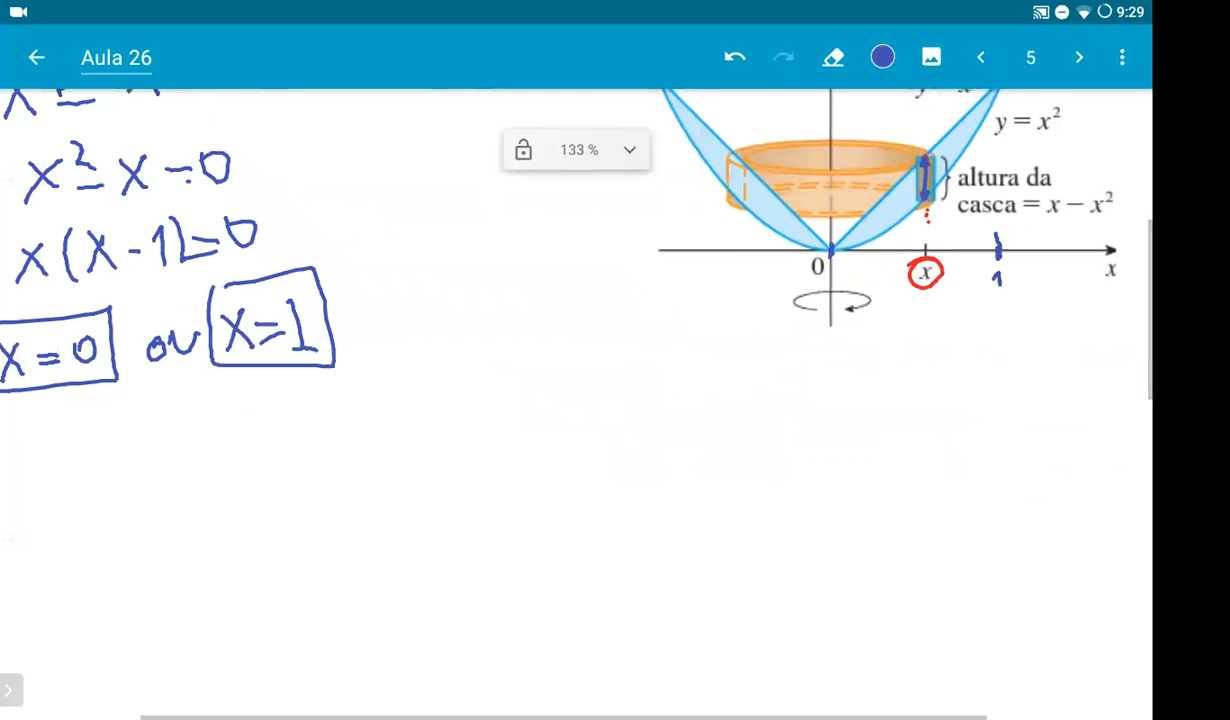 9:29
Aula 26
5
133 %
x² - x = 0
x(x - 1) = 0
x = 0 ou x = 1
y = x²
altura da
casca = x − x²
0
x
1
x